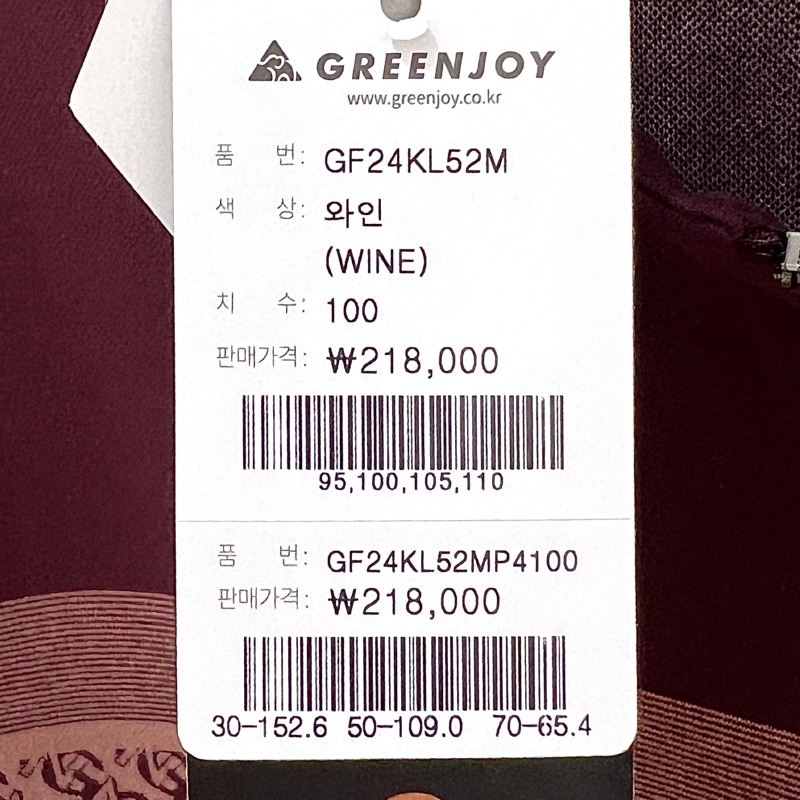 GREENJOY
www.greenjoy.co.kr
품 번: GF24KL52M
색 상: 와인
(WINE)
치 수: 100
판매가격: ₩218,000
95,100,105,110
품 번: GF24KL52MP4100
판매가격: ₩218,000
30-152.6 50-109.0 70-65.4